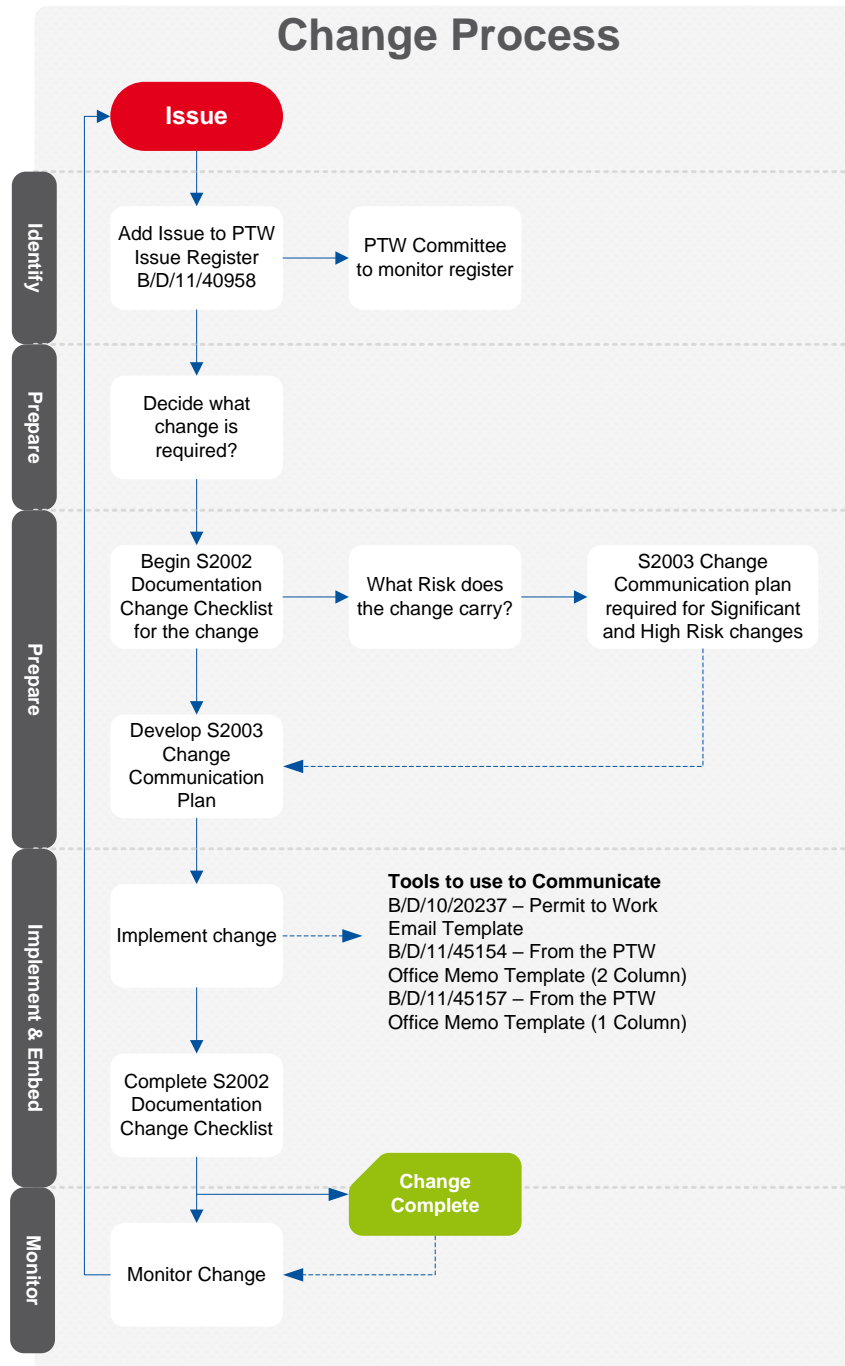 Change Process
Issue
Identify
Add Issue to PTW
Issue Register
B/D/11/40958
PTW Committee
to monitor register
Prepare
Decide what
change is
required?
Prepare
Begin S2002
Documentation
Change Checklist
for the change
What Risk does
the change carry?
S2003 Change
Communication plan
required for Significant
and High Risk changes
Develop S2003
Change
Communication
Plan
Implement & Embed
Implement change
Tools to use to Communicate
B/D/10/20237 – Permit to Work
Email Template
B/D/11/45154 – From the PTW
Office Memo Template (2 Column)
B/D/11/45157 – From the PTW
Office Memo Template (1 Column)
Complete S2002
Documentation
Change Checklist
Change
Complete
Monitor
Monitor Change